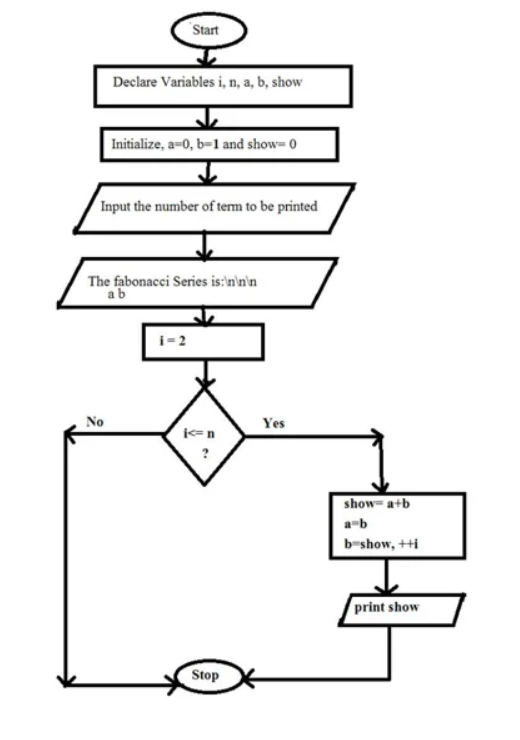 Start
Declare Variables i, n, a, b, show
Initialize, a=0, b=1 and show= 0
Input the number of term to be printed
The fabonacci Series is:\n\n\n
a b
i = 2
No
i<= n
?
Yes
show= a+b
a=b
b=show, ++i
print show
Stop